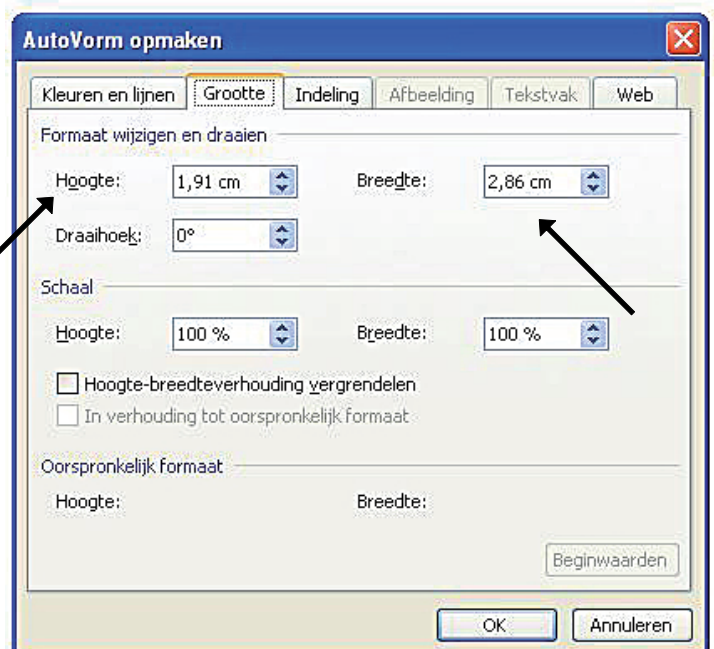 AutoVorm opmaken
Kleuren en lijnen Grootte Indeling Afbeelding Tekstvak Web
Formaat wijzigen en draaien
Hoogte: 1,91 cm Breedte: 2,86 cm
Draaihoek: 0°
Schaal
Hoogte: 100 % Breedte: 100 %
Hoogte-breedteverhouding vergrendelen
In verhouding tot oorspronkelijk formaat
Oorspronkelijk formaat
Hoogte: Breedte:
Beginwaarden
OK Annuleren